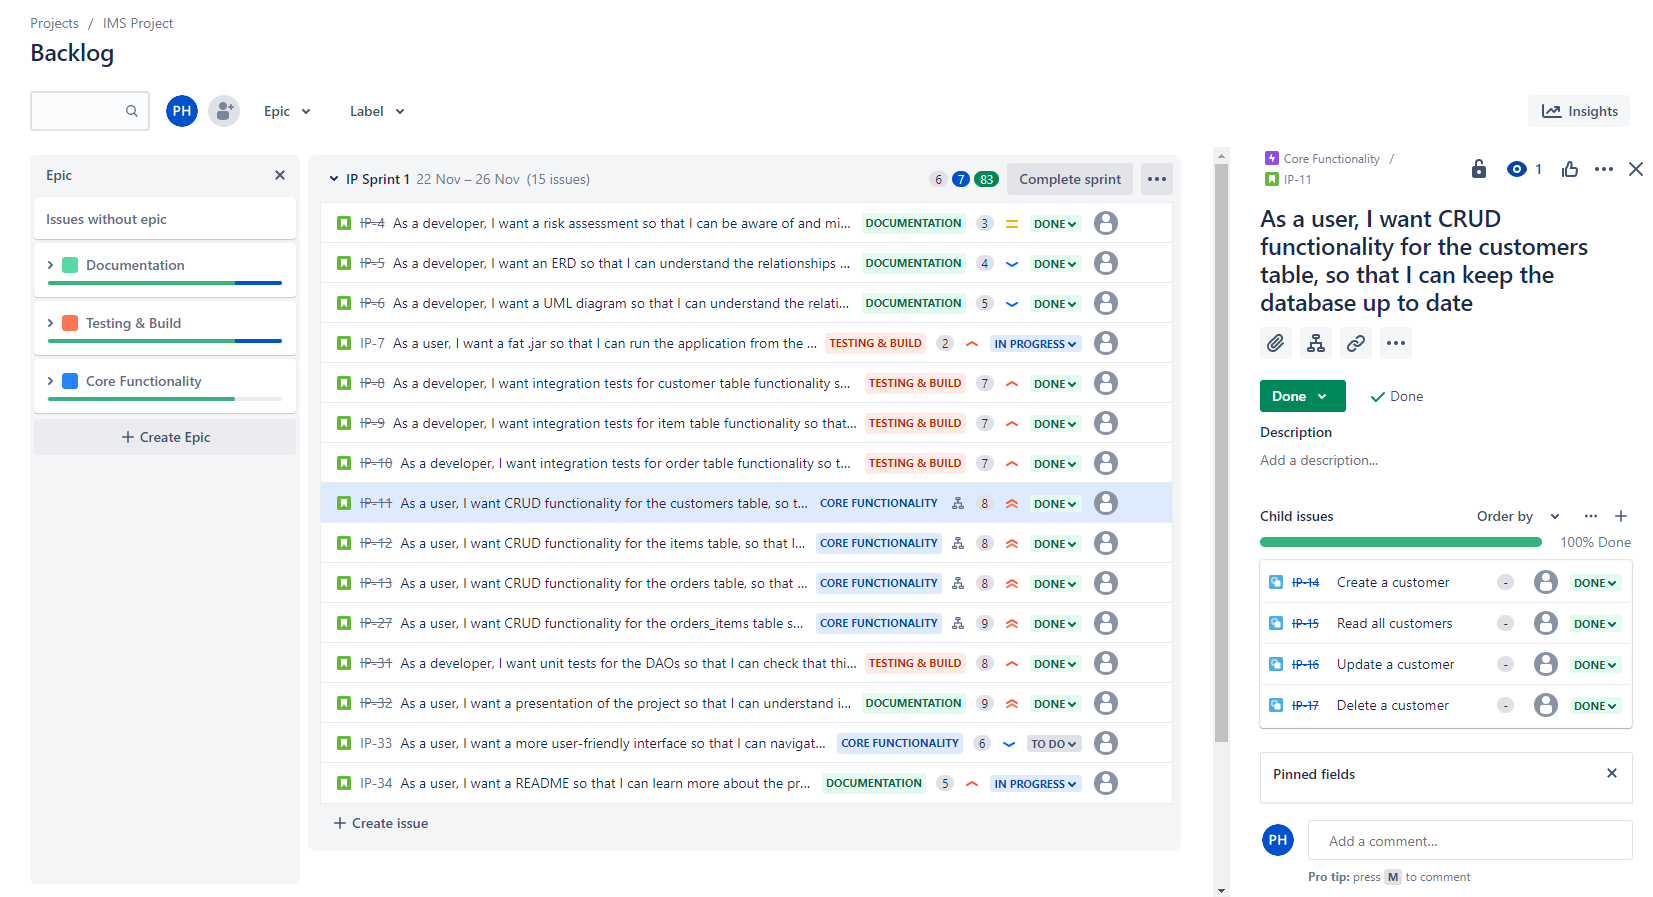 Projects / IMS Project
Backlog
PH
Epic
Label
Insights
Epic
Issues without epic
Documentation
Testing & Build
Core Functionality
Create Epic
IP Sprint 1 22 Nov – 26 Nov (15 issues) 6 7 83 Complete sprint
IP-4 As a developer, I want a risk assessment so that I can be aware of and mi... DOCUMENTATION 3 DONE
IP-5 As a developer, I want an ERD so that I can understand the relationships ... DOCUMENTATION 4 DONE
IP-6 As a developer, I want a UML diagram so that I can understand the relati... DOCUMENTATION 5 DONE
IP-7 As a user, I want a fat .jar so that I can run the application from the ... TESTING & BUILD 2 IN PROGRESS
IP-8 As a developer, I want integration tests for customer table functionality s... TESTING & BUILD 7 DONE
IP-9 As a developer, I want integration tests for item table functionality so that... TESTING & BUILD 7 DONE
IP-10 As a developer, I want integration tests for order table functionality so t... TESTING & BUILD 7 DONE
IP-11 As a user, I want CRUD functionality for the customers table, so t... CORE FUNCTIONALITY 8 DONE
IP-12 As a user, I want CRUD functionality for the items table, so that I... CORE FUNCTIONALITY 8 DONE
IP-13 As a user, I want CRUD functionality for the orders table, so that ... CORE FUNCTIONALITY 8 DONE
IP-27 As a user, I want CRUD functionality for the orders_items table s... CORE FUNCTIONALITY 9 DONE
IP-31 As a developer, I want unit tests for the DAOs so that I can check that thi... TESTING & BUILD 8 DONE
IP-32 As a user, I want a presentation of the project so that I can understand i... DOCUMENTATION 9 DONE
IP-33 As a user, I want a more user-friendly interface so that I can navigat... CORE FUNCTIONALITY 6 TO DO
IP-34 As a user, I want a README so that I can learn more about the pr... DOCUMENTATION 5 IN PROGRESS
Create issue
Core Functionality /
IP-11
1
As a user, I want CRUD
functionality for the customers
table, so that I can keep the
database up to date
Done
Done
Description
Add a description...
Child issues Order by
100% Done
IP-14 Create a customer - DONE
IP-15 Read all customers - DONE
IP-16 Update a customer - DONE
IP-17 Delete a customer - DONE
Pinned fields
PH
Add a comment...
Pro tip: press M to comment